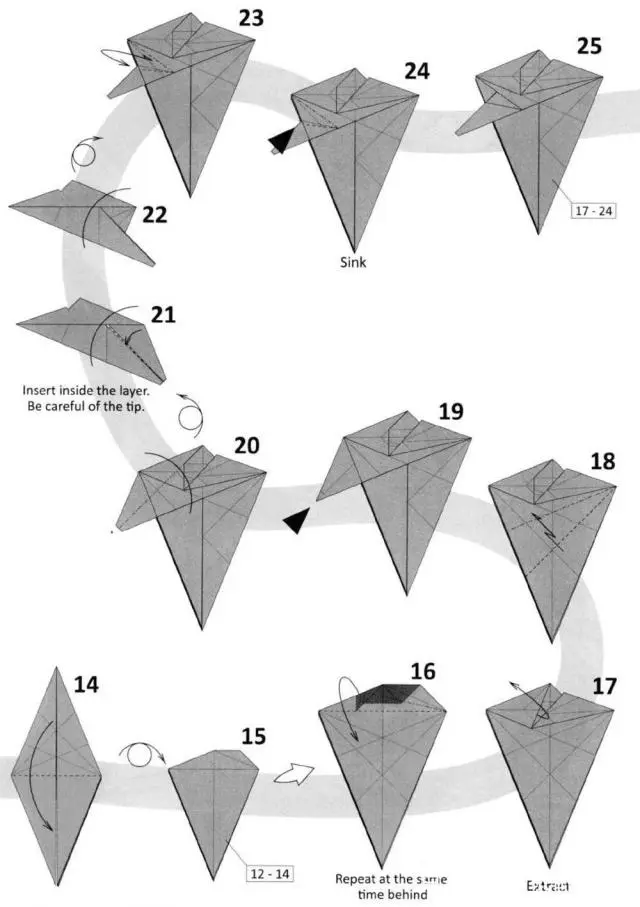 23
24
25
17 - 24
Sink
22
21
Insert inside the layer.
Be careful of the tip.
20
19
18
14
15
16
17
12 - 14
Repeat at the same
time behind
Extract